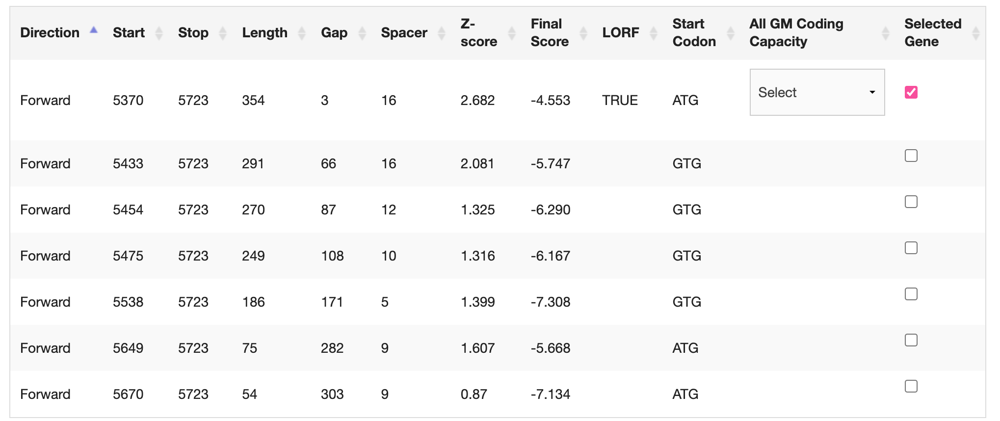 Direction Start Stop Length Gap Spacer Z-score Final Score LORF Start Codon All GM Coding Capacity Selected Gene
Forward 5370 5723 354 3 16 2.682 -4.553 TRUE ATG Select
Forward 5433 5723 291 66 16 2.081 -5.747 GTG
Forward 5454 5723 270 87 12 1.325 -6.290 GTG
Forward 5475 5723 249 108 10 1.316 -6.167 GTG
Forward 5538 5723 186 171 5 1.399 -7.308 GTG
Forward 5649 5723 75 282 9 1.607 -5.668 ATG
Forward 5670 5723 54 303 9 0.87 -7.134 ATG